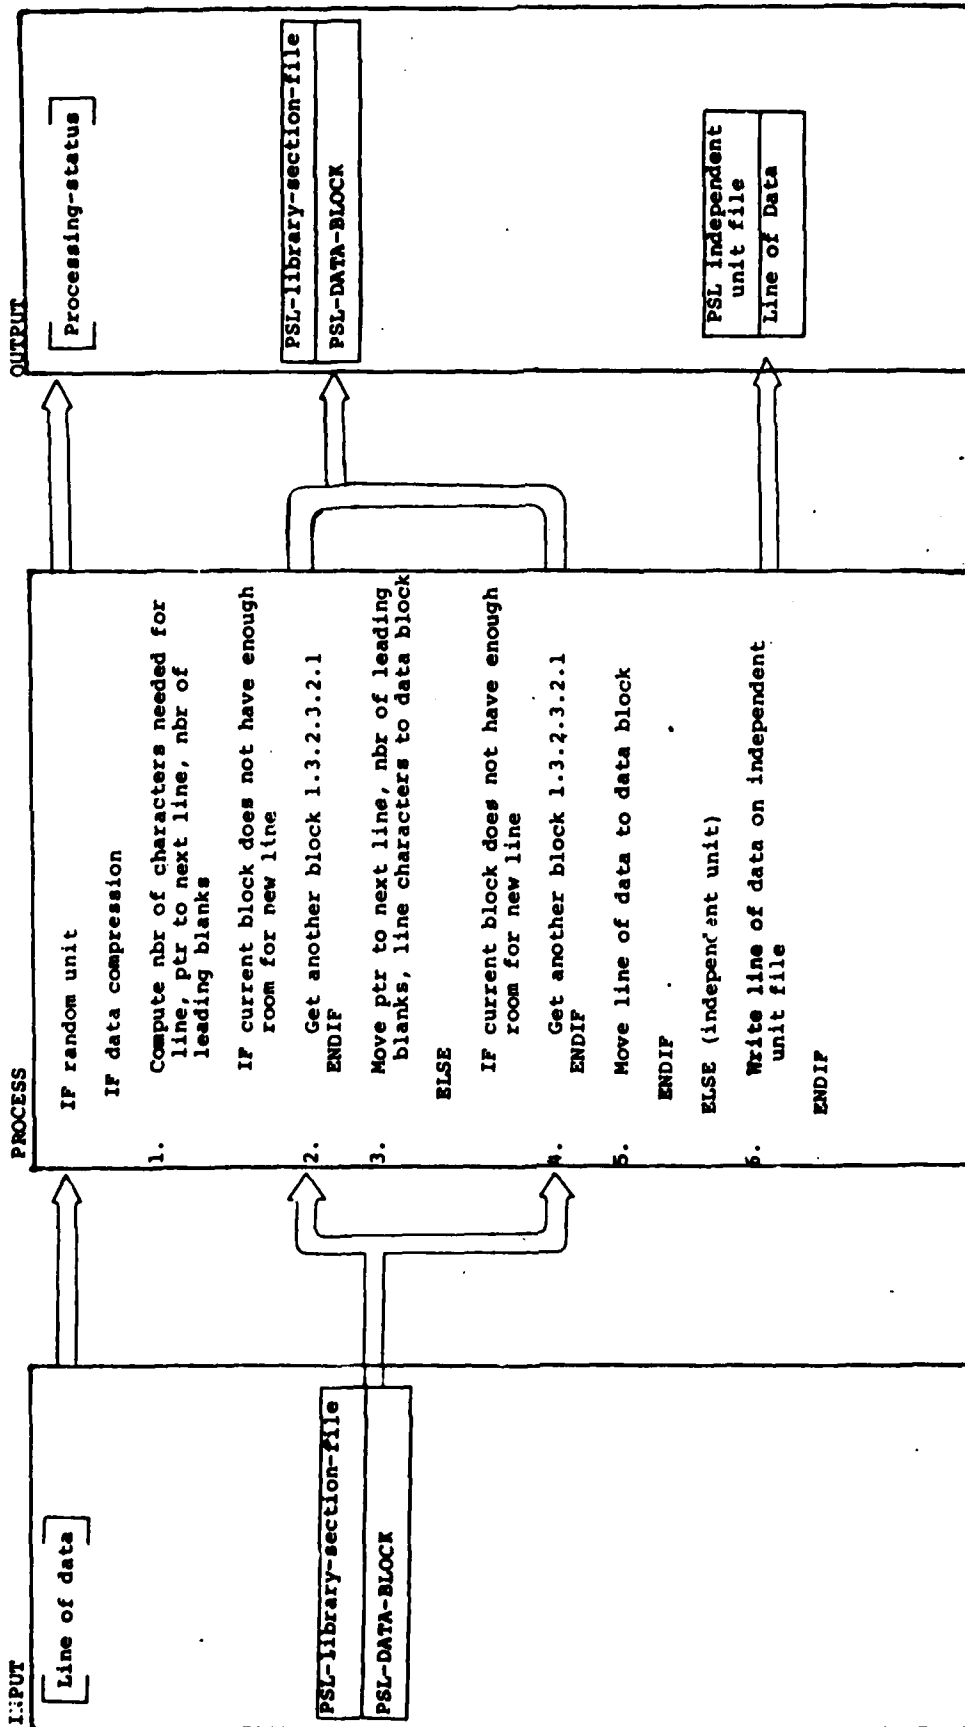 INPUT
Line of data
PSL-library-section-file
PSL-DATA-BLOCK
PROCESS
IF random unit
IF data compression
1. Compute nbr of characters needed for
line, ptr to next line, nbr of
leading blanks
IF current block does not have enough
room for new line
2. Get another block 1.3.2.3.2.1
ENDIF
3. Move ptr to next line, nbr of leading
blanks, line characters to data block
ELSE
IF current block does not have enough
room for new line
4. Get another block 1.3.2.3.2.1
ENDIF
5. Move line of data to data block
ENDIF
ELSE (independent unit)
6. Write line of data on independent
unit file
ENDIF
OUTPUT
Processing-status
PSL-library-section-file
PSL-DATA-BLOCK
PSL independent
unit file
Line of Data